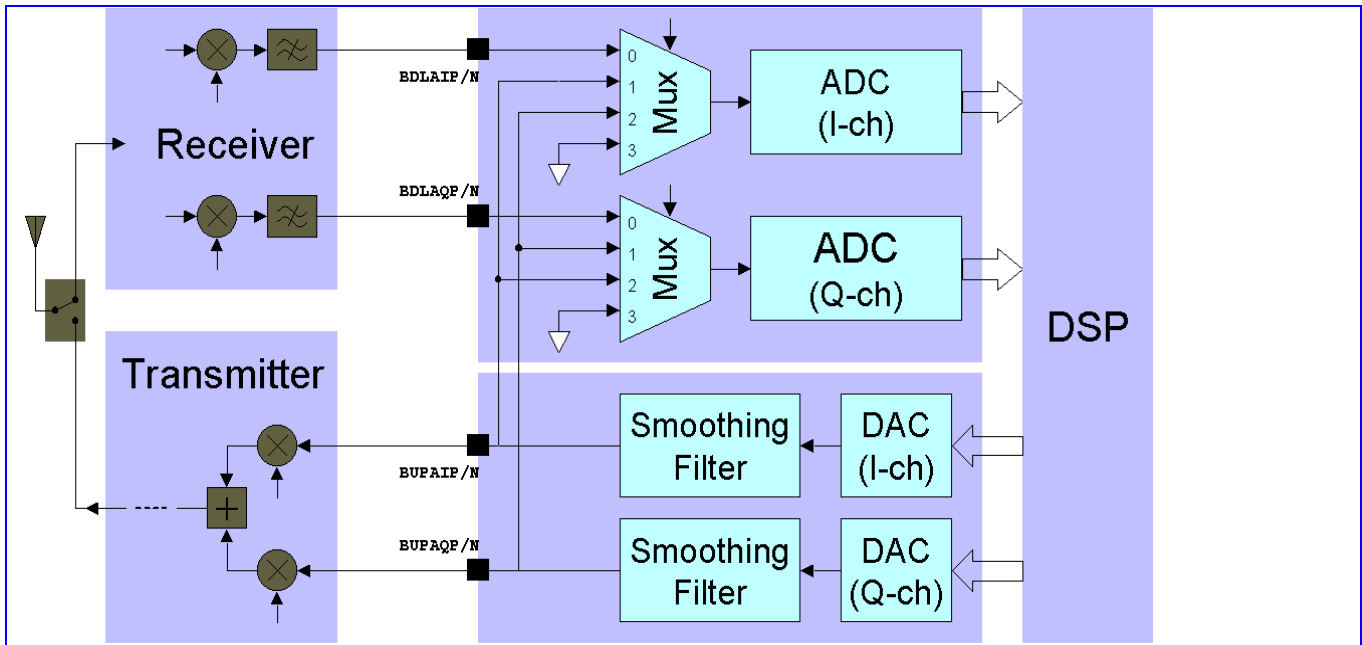 BDLAIP/N
Receiver
BDLAQP/N
0
1
2
3
Mux
ADC
(I-ch)
0
1
2
3
Mux
ADC
(Q-ch)
DSP
Transmitter
+
----
BUPAIP/N
BUPAQP/N
Smoothing
Filter
DAC
(I-ch)
Smoothing
Filter
DAC
(Q-ch)